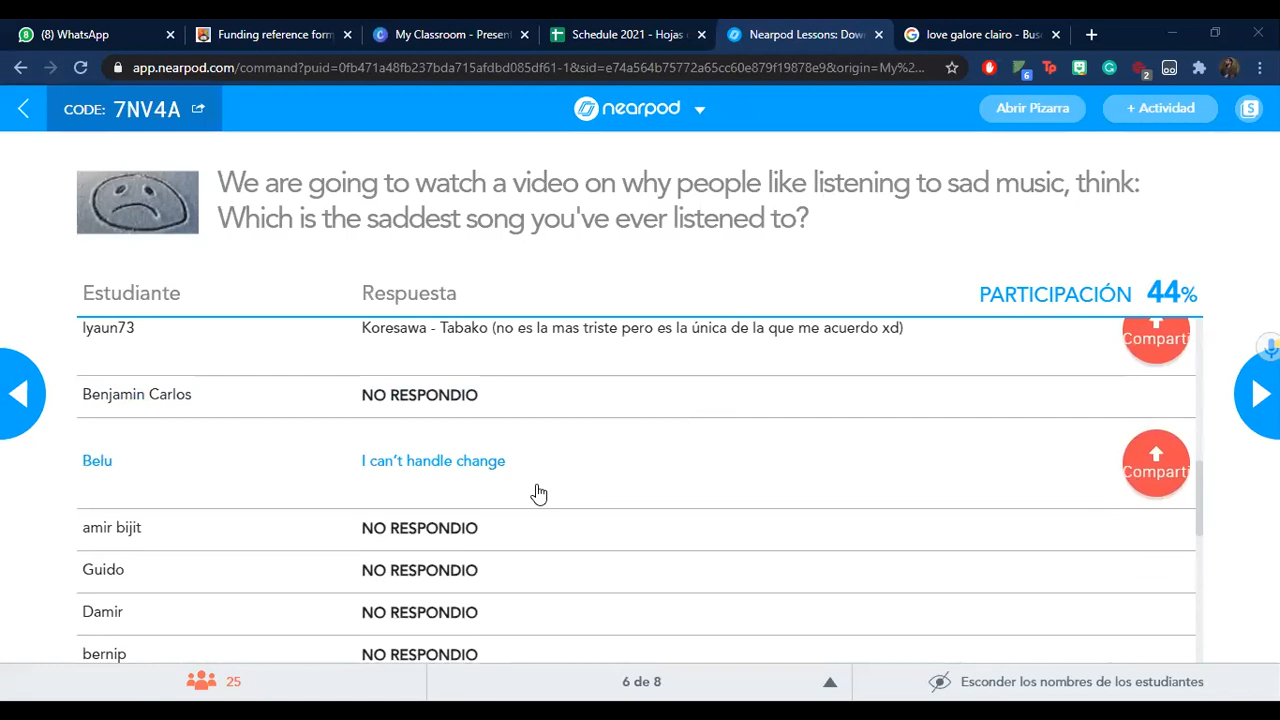 (8) WhatsApp
Funding reference form
My Classroom - Present
Schedule 2021 - Hojas
Nearpod Lessons: Dow
love galore clairo - Bus
app.nearpod.com/command?puid=0fb471a48fb237bda715afdbd085df61-1&sid=e74a564b75772a65cc60e879f19878e9&origin=My%2...
6
2
CODE: 7NV4A
nearpod
Abrir Pizarra
+ Actividad
S
We are going to watch a video on why people like listening to sad music, think:
Which is the saddest song you've ever listened to?
Estudiante Respuesta PARTICIPACIÓN 44%
lyaun73 Koresawa - Tabako (no es la mas triste pero es la única de la que me acuerdo xd) Comparti
Benjamin Carlos NO RESPONDIO
Belu I can't handle change Comparti
amir bijit NO RESPONDIO
Guido NO RESPONDIO
Damir NO RESPONDIO
bernip NO RESPONDIO
25 6 de 8 Esconder los nombres de los estudiantes